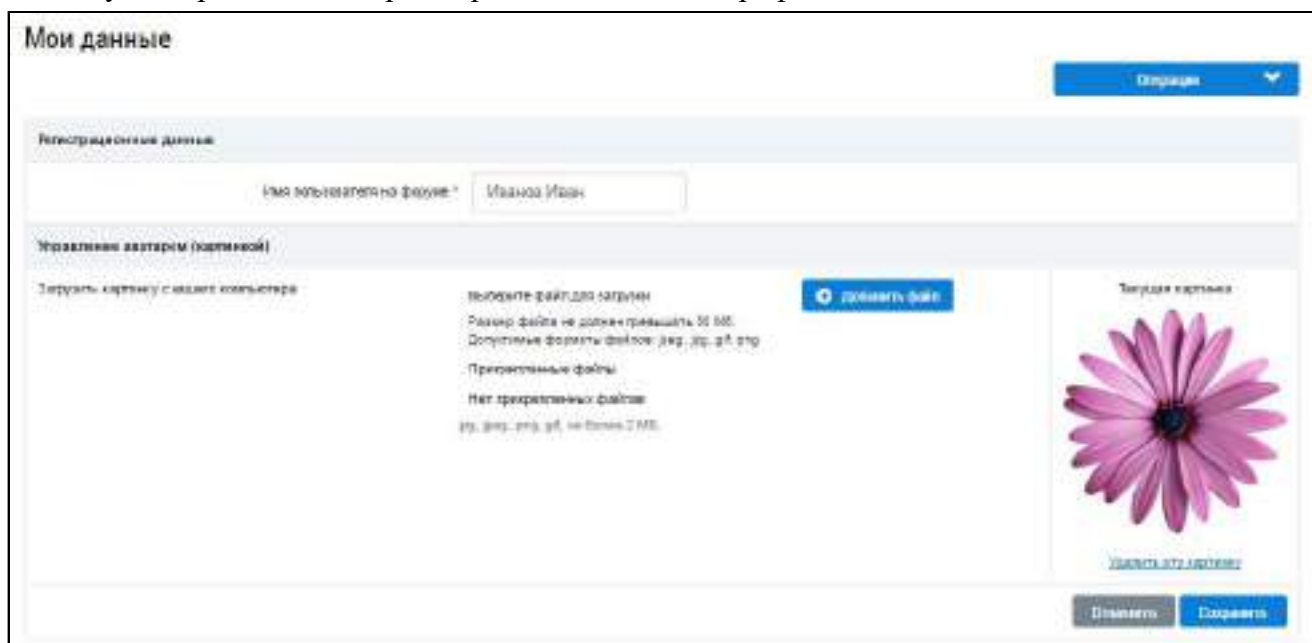 Мои данные
Операции
Регистрационные данные
Имя пользователя на форуме *
Иванов Иван
Управление аватаром (картинкой)
Загрузить картинку с вашего компьютера
Выберите файл для загрузки
Добавить файл
Размер файла не должен превышать 50 Мб.
Допустимые форматы файлов: jpeg, jpg, gif, png
Прикрепленные файлы
Нет прикрепленных файлов
jpg, jpeg, png, gif, не более 2 МБ.
Текущая картинка
Удалить эту картинку
Отменить
Сохранить